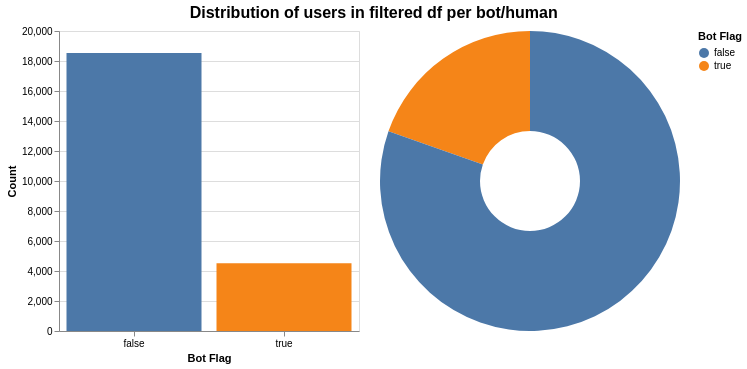 Distribution of users in filtered df per bot/human
Count
20,000
18,000
16,000
14,000
12,000
10,000
8,000
6,000
4,000
2,000
0
false
true
Bot Flag
Bot Flag
false
true